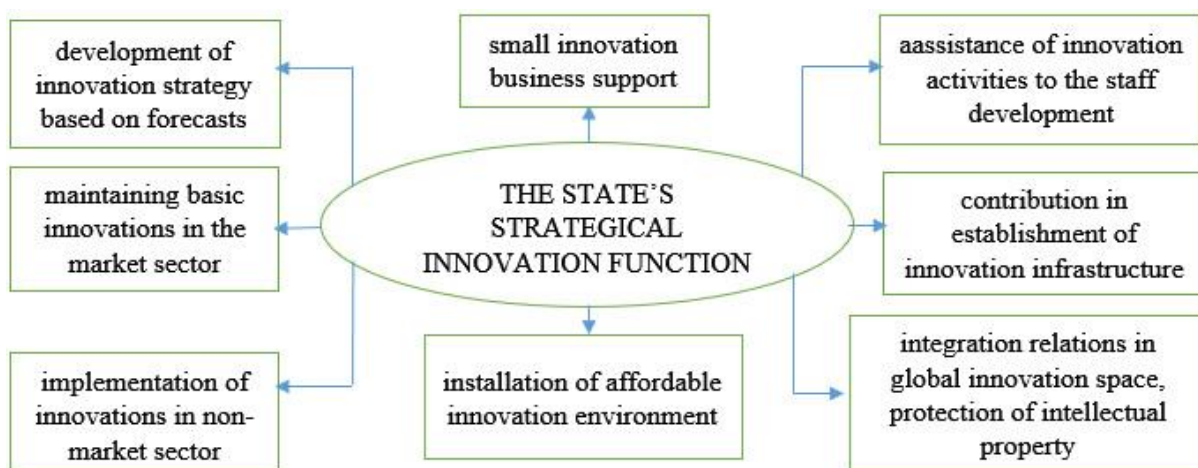 development of
innovation strategy
based on forecasts
small innovation
business support
aassistance of innovation
activities to the staff
development
maintaining basic
innovations in the
market sector
THE STATE’S
STRATEGICAL
INNOVATION FUNCTION
contribution in
establishment of
innovation infrastructure
implementation of
innovations in non-
market sector
installation of affordable
innovation environment
integration relations in
global innovation space,
protection of intellectual
property